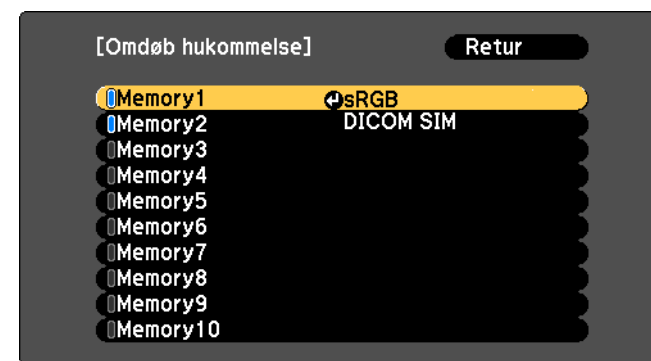 [Omdøb hukommelse] Retur
Memory1 sRGB
Memory2 DICOM SIM
Memory3
Memory4
Memory5
Memory6
Memory7
Memory8
Memory9
Memory10